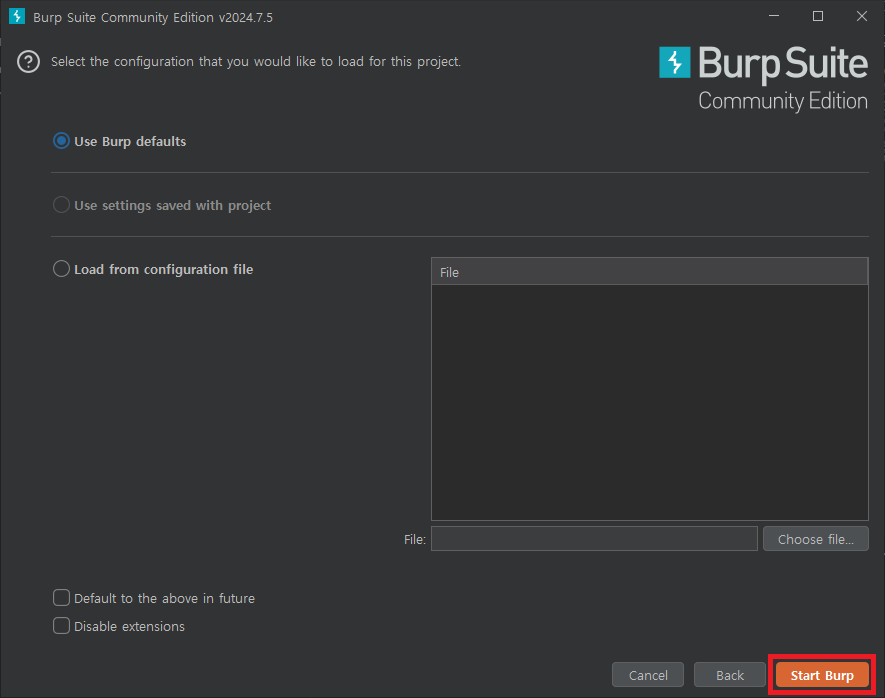 Burp Suite Community Edition v2024.7.5
Select the configuration that you would like to load for this project.
Burp Suite
Community Edition
Use Burp defaults
Use settings saved with project
Load from configuration file
File
File:
Choose file...
Default to the above in future
Disable extensions
Cancel
Back
Start Burp